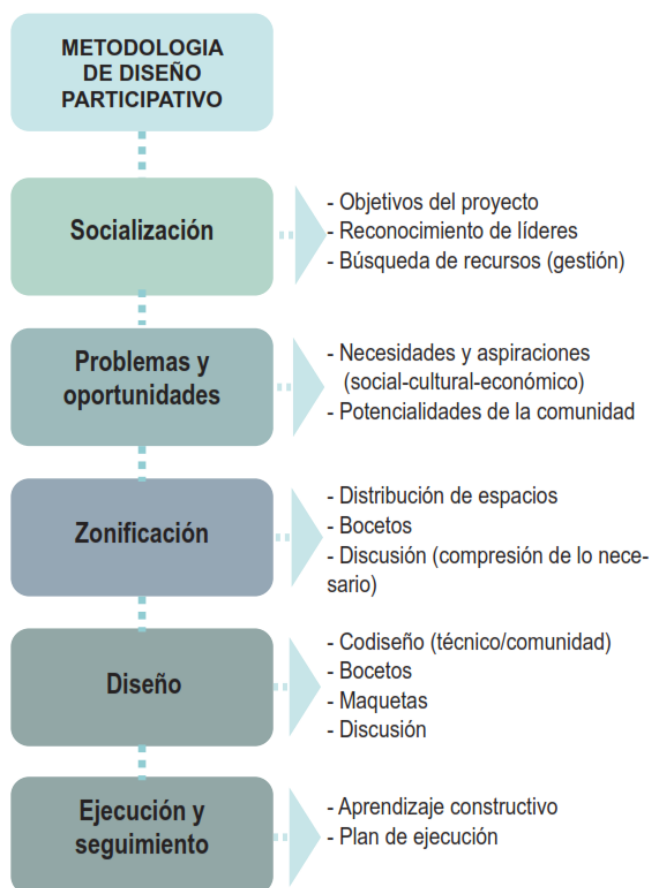 METODOLOGIA
DE DISEÑO
PARTICIPATIVO
Socialización
- Objetivos del proyecto
- Reconocimiento de líderes
- Búsqueda de recursos (gestión)
Problemas y
oportunidades
- Necesidades y aspiraciones
(social-cultural-económico)
- Potencialidades de la comunidad
Zonificación
- Distribución de espacios
- Bocetos
- Discusión (compresión de lo nece-
sario)
Diseño
- Codiseño (técnico/comunidad)
- Bocetos
- Maquetas
- Discusión
Ejecución y
seguimiento
- Aprendizaje constructivo
- Plan de ejecución